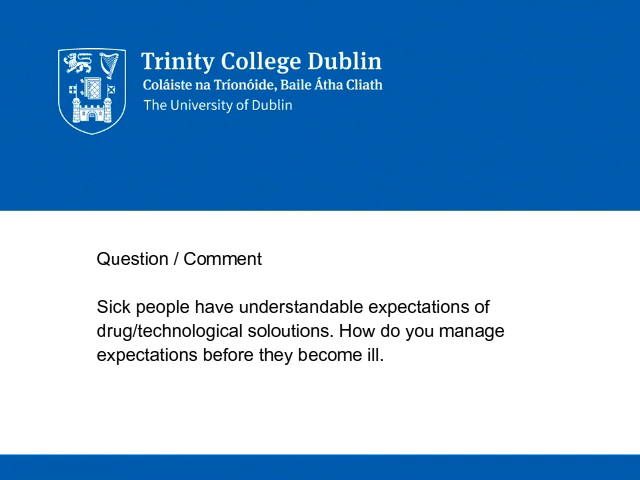 Trinity College Dublin
Coláiste na Tríonóide, Baile Átha Cliath
The University of Dublin
Question / Comment
Sick people have understandable expectations of
drug/technological soloutions. How do you manage
expectations before they become ill.